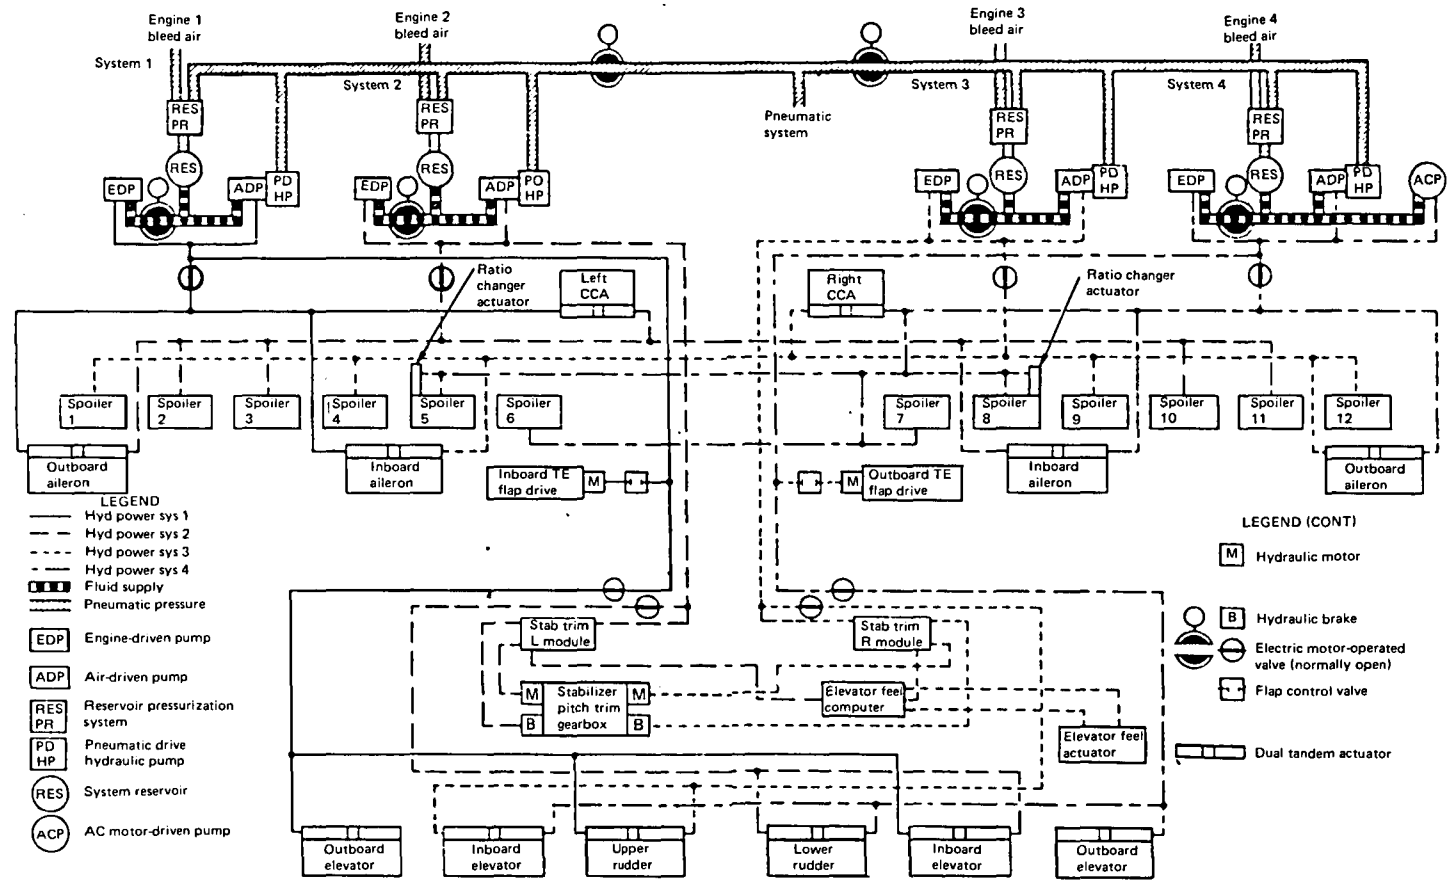 Engine 1
bleed air
Engine 2
bleed air
Engine 3
bleed air
Engine 4
bleed air
System 1
System 2
System 3
System 4
Pneumatic
system
RES
PR
RES
PR
RES
PR
RES
PR
RES
RES
RES
RES
EDP
ADP
PD
HP
EDP
ADP
PD
HP
EDP
ADP
PD
HP
EDP
ADP
PD
HP
ACP
Ratio
changer
actuator
Left
CCA
Right
CCA
Ratio changer
actuator
Spoiler
1
Spoiler
2
Spoiler
3
Spoiler
4
Spoiler
5
Spoiler
6
Spoiler
7
Spoiler
8
Spoiler
9
Spoiler
10
Spoiler
11
Spoiler
12
Outboard
aileron
Inboard
aileron
Inboard TE
flap drive
M
M
Outboard TE
flap drive
Inboard
aileron
Outboard
aileron
LEGEND
Hyd power sys 1
Hyd power sys 2
Hyd power sys 3
Hyd power sys 4
Fluid supply
Pneumatic pressure
EDP
Engine-driven pump
ADP
Air-driven pump
RES
PR
Reservoir pressurization
system
PD
HP
Pneumatic drive
hydraulic pump
RES
System reservoir
ACP
AC motor-driven pump
LEGEND (CONT)
M
Hydraulic motor
B
Hydraulic brake
Electric motor-operated
valve (normally open)
Flap control valve
Dual tandem actuator
Stab trim
L module
Stab trim
R module
M
B
Stabilizer
pitch trim
gearbox
M
B
Elevator feel
computer
Elevator feel
actuator
Outboard
elevator
Inboard
elevator
Upper
rudder
Lower
rudder
Inboard
elevator
Outboard
elevator